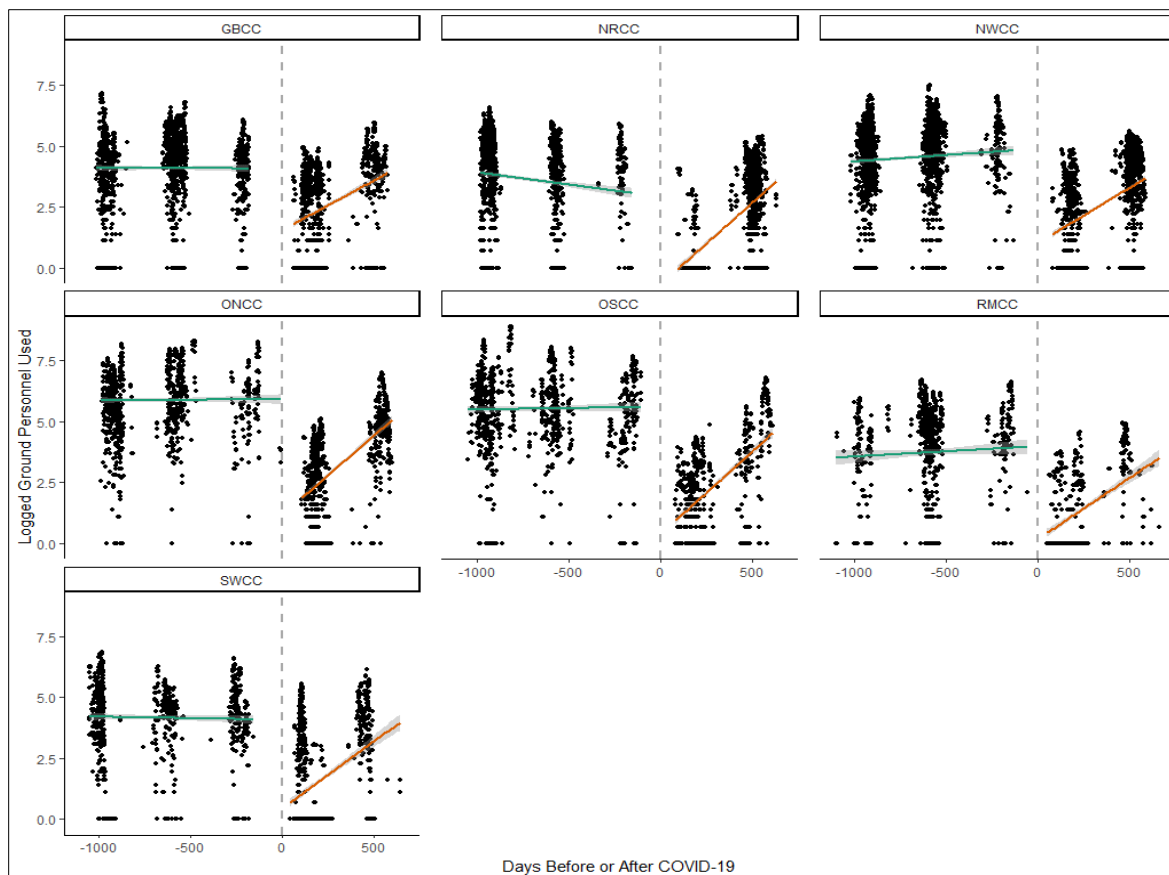 GBCC NRCC NWCC
7.5
5.0
2.5
0.0
ONCC OSCC RMCC
7.5
5.0
2.5
0.0
-1000 -500 0 500 -1000 -500 0 500
SWCC
7.5
5.0
2.5
0.0
-1000 -500 0 500
Logged Ground Personnel Used
Days Before or After COVID-19